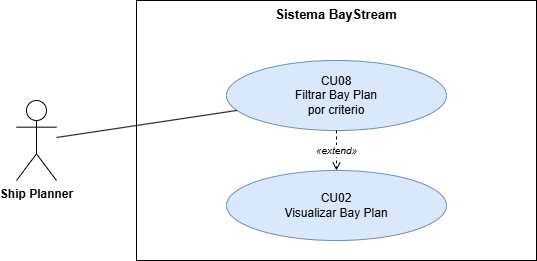 Sistema BayStream
CU08
Filtrar Bay Plan
por criterio
«extend»
CU02
Visualizar Bay Plan
Ship Planner